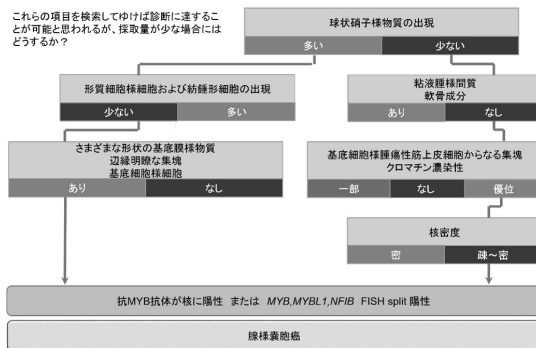 これらの項目を検索してゆけば診断に達するこ
とが可能と思われるが、採取量が少な場合には
どうするか？
球状硝子様物質の出現
多い
少ない
形質細胞様細胞および紡錘形細胞の出現
少ない
多い
粘液腫様間質
軟骨成分
あり
なし
さまざまな形状の基底膜様物質
辺縁明瞭な集塊
基底細胞様細胞
あり
なし
基底細胞様腫瘍性筋上皮細胞からなる集塊
クロマチン濃染性
一部
なし
優位
核密度
密
疎～密
抗MYB抗体が核に陽性 または MYB,MYBL1,NFIB FISH split 陽性
腺様嚢胞癌